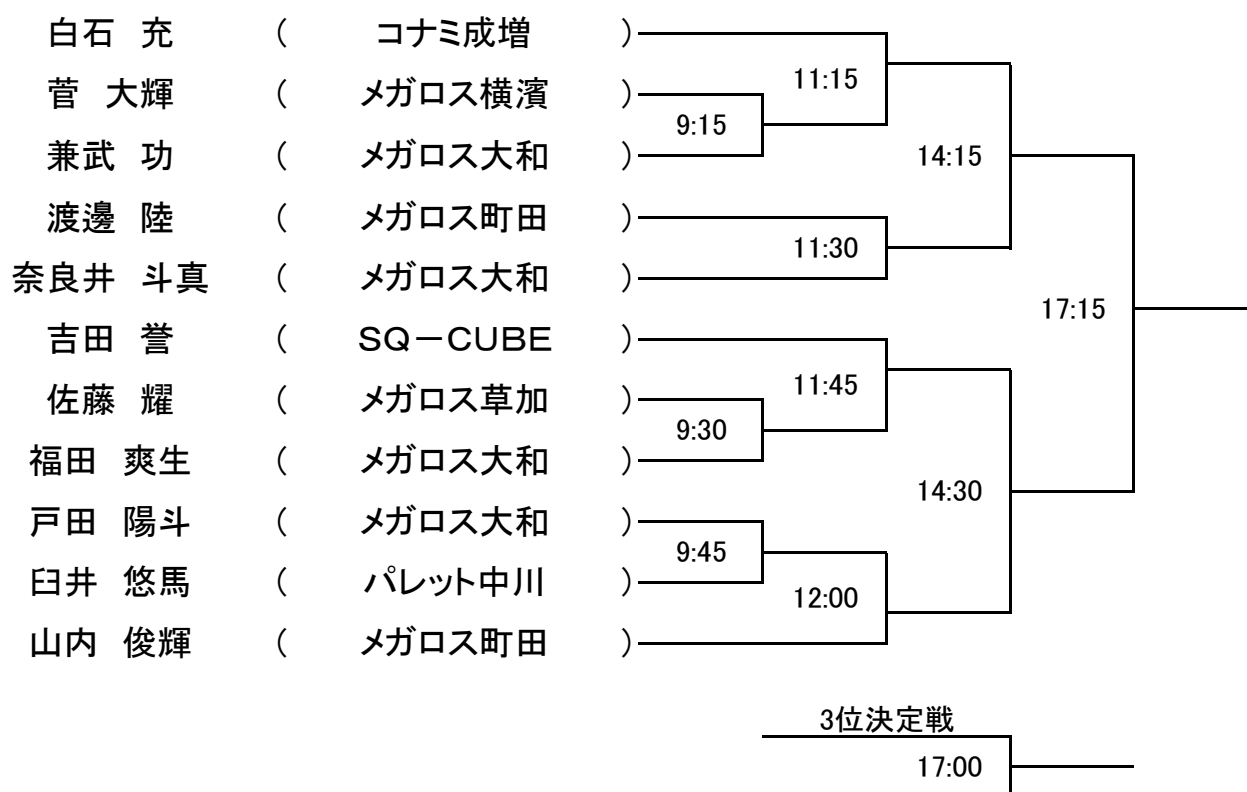 白石 充 ( コナミ成増 )
11:15
菅 大輝 ( メガロス横濱 )
9:15
兼武 功 ( メガロス大和 )
14:15
渡邊 陸 ( メガロス町田 )
11:30
奈良井 斗真 ( メガロス大和 )
17:15
吉田 誉 ( SQ－CUBE )
11:45
佐藤 耀 ( メガロス草加 )
9:30
福田 爽生 ( メガロス大和 )
14:30
戸田 陽斗 ( メガロス大和 )
9:45
臼井 悠馬 ( パレット中川 )
12:00
山内 俊輝 ( メガロス町田 )
3位決定戦
17:00